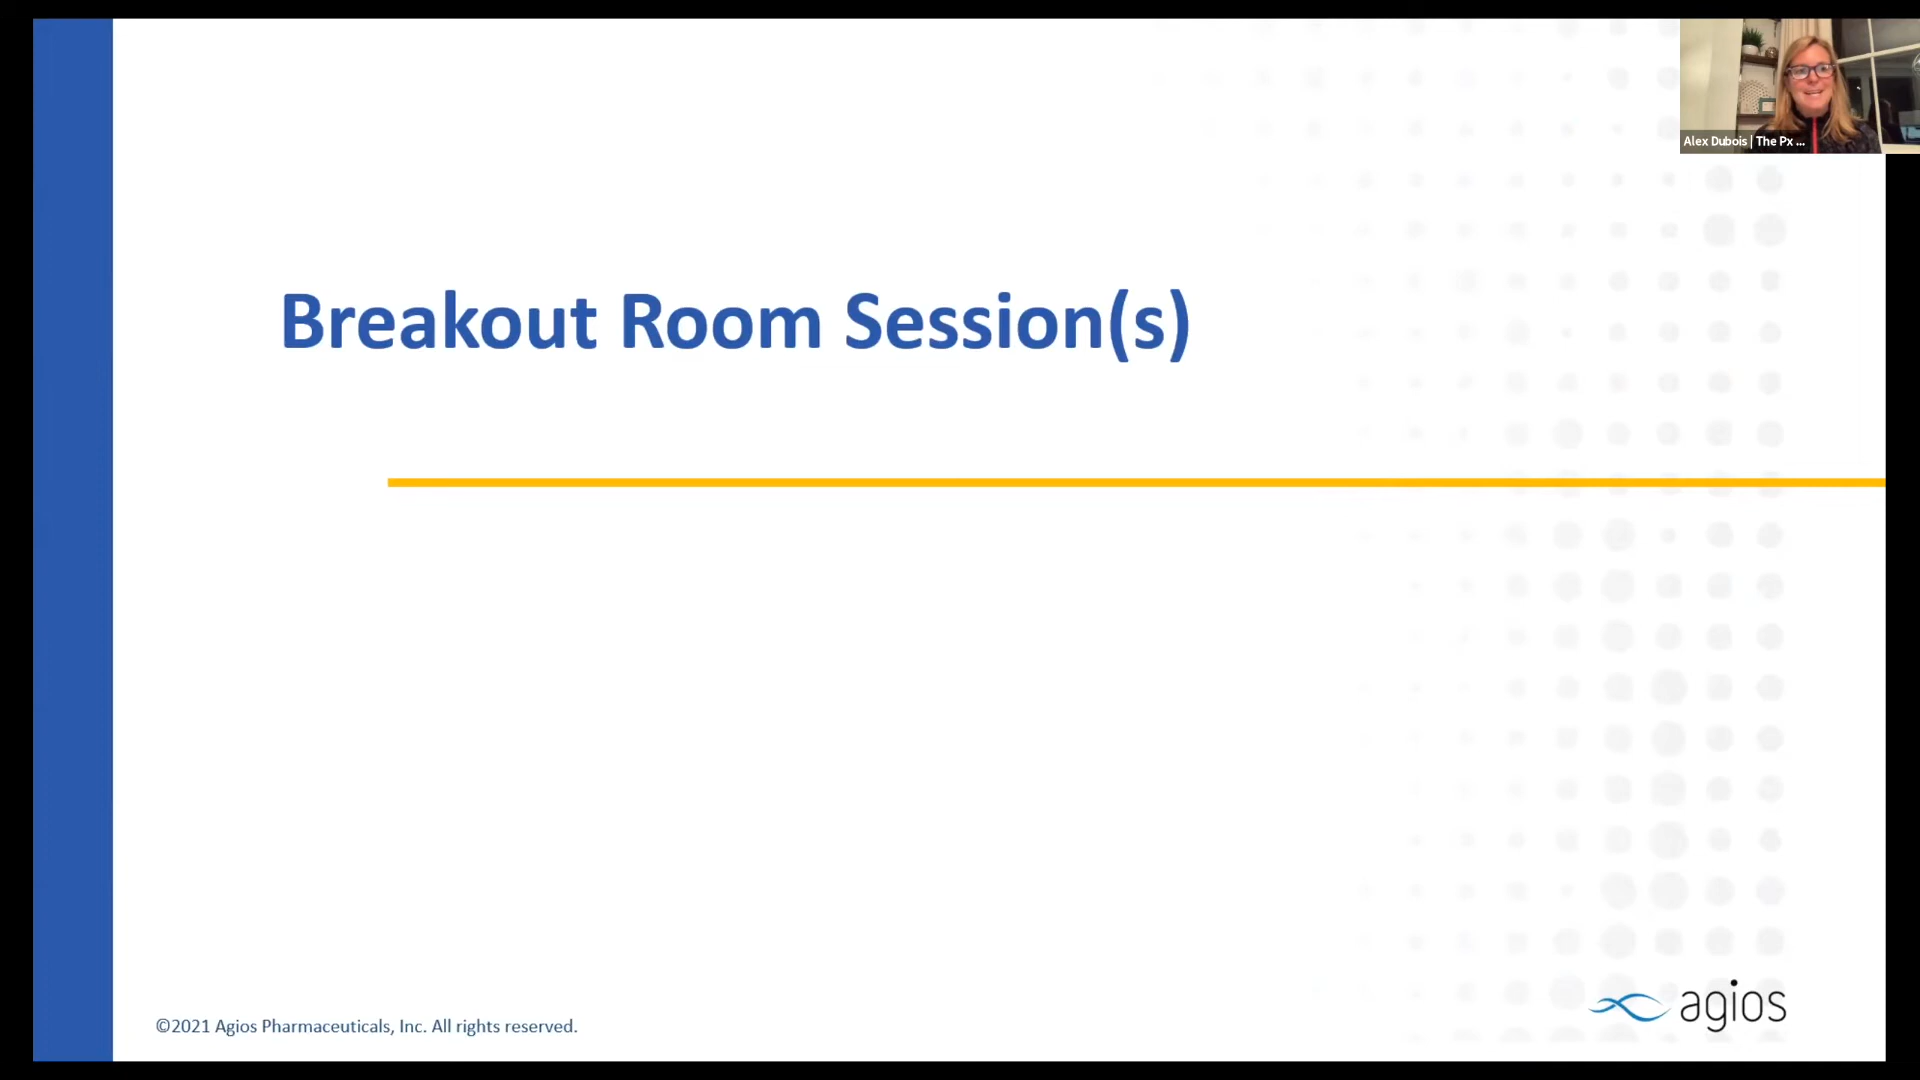 Alex Dubois | The Px ...
Breakout Room Session(s)
©2021 Agios Pharmaceuticals, Inc. All rights reserved.
agios